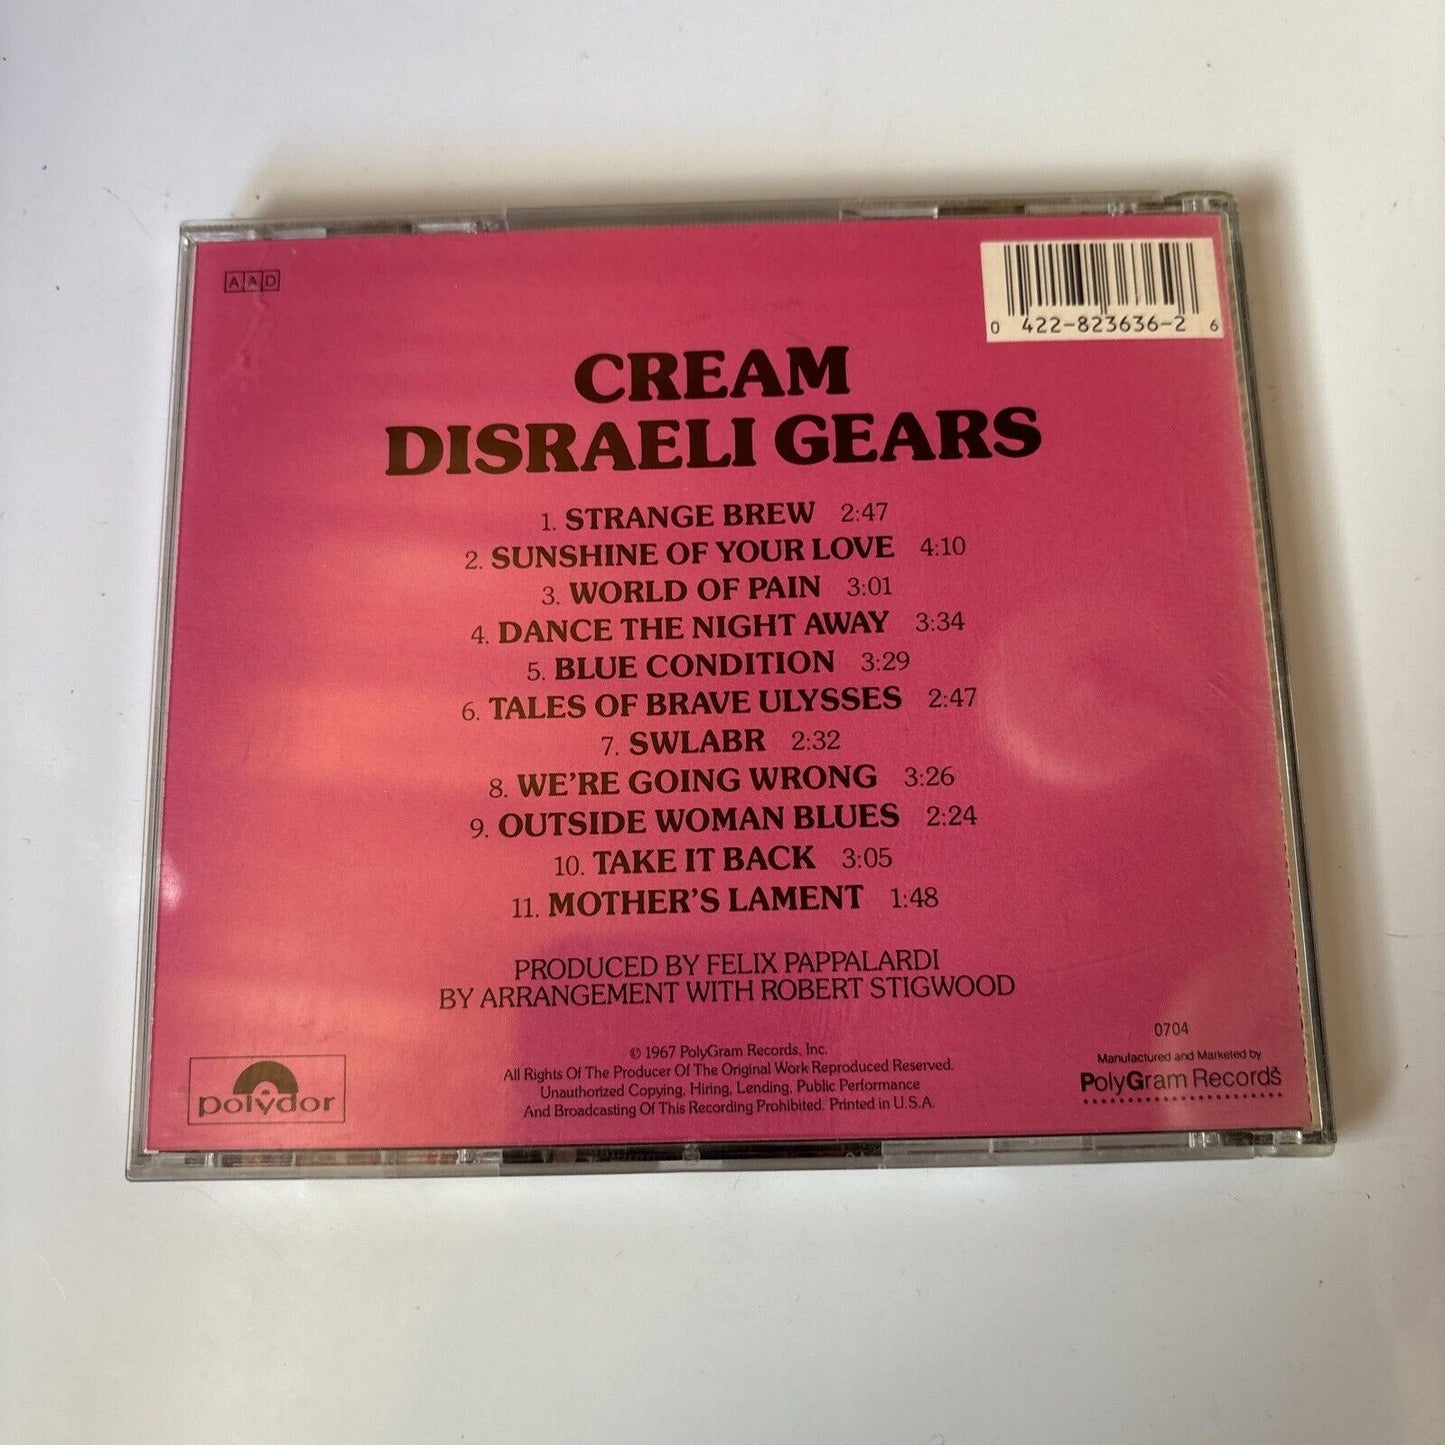 AAD
0 422-823636-2 6
CREAM
DISRAELI GEARS
1. STRANGE BREW 2:47
2. SUNSHINE OF YOUR LOVE 4:10
3. WORLD OF PAIN 3:01
4. DANCE THE NIGHT AWAY 3:34
5. BLUE CONDITION 3:29
6. TALES OF BRAVE ULYSSES 2:47
7. SWLABR 2:32
8. WE'RE GOING WRONG 3:26
9. OUTSIDE WOMAN BLUES 2:24
10. TAKE IT BACK 3:05
11. MOTHER'S LAMENT 1:48
PRODUCED BY FELIX PAPPALARDI
BY ARRANGEMENT WITH ROBERT STIGWOOD
℗ 1967 PolyGram Records, Inc.
All Rights Of The Producer Of The Original Work Reproduced Reserved.
Unauthorized Copying, Hiring, Lending, Public Performance
And Broadcasting Of This Recording Prohibited. Printed in U.S.A.
polydor
0704
Manufactured and Marketed by
PolyGram Records